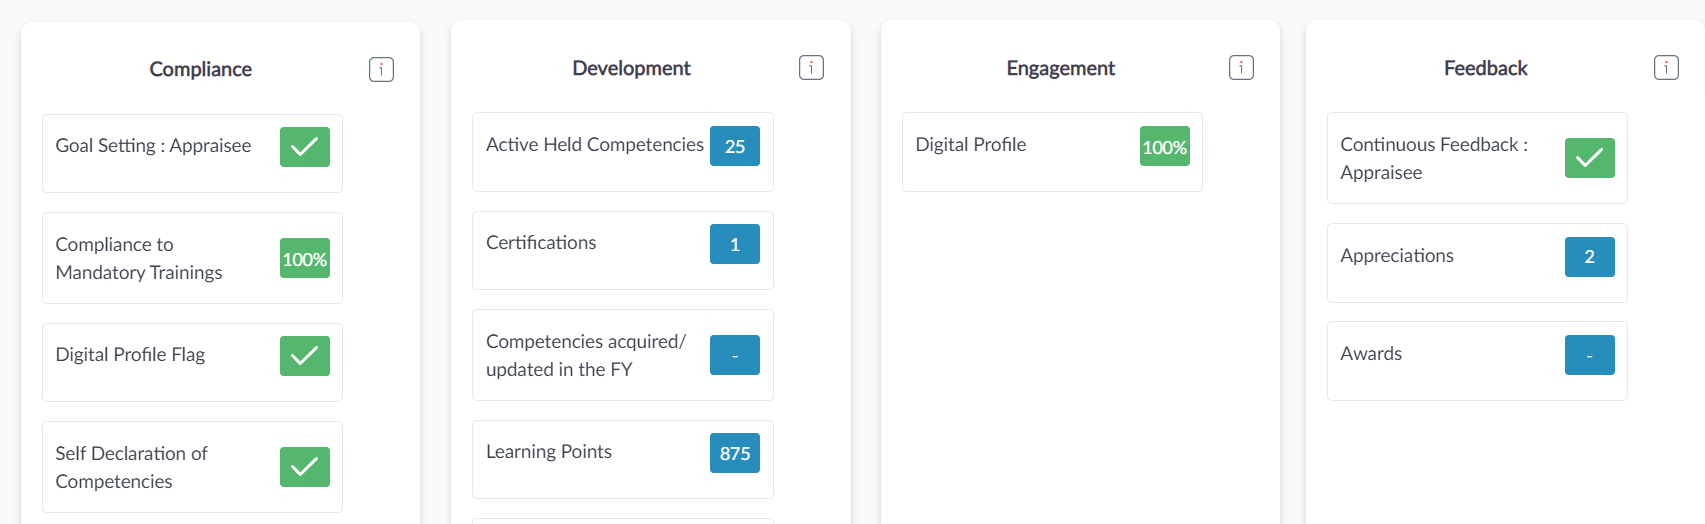 Compliance
i
Goal Setting : Appraisee
Compliance to
Mandatory Trainings
100%
Digital Profile Flag
Self Declaration of
Competencies
Development
i
Active Held Competencies
25
Certifications
1
Competencies acquired/
updated in the FY
-
Learning Points
875
Engagement
i
Digital Profile
100%
Feedback
i
Continuous Feedback :
Appraisee
Appreciations
2
Awards
-